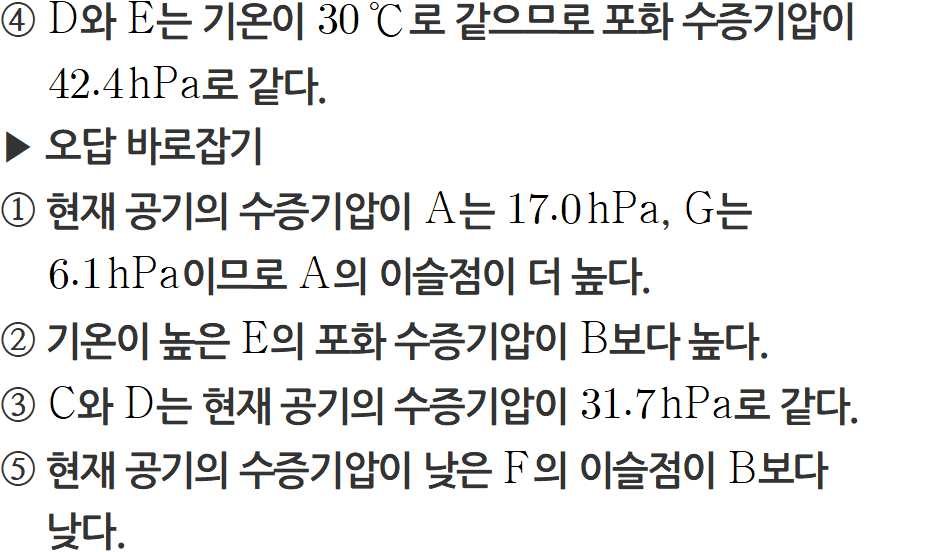 ④ D와 E는 기온이 30 ℃로 같으므로 포화 수증기압이
42.4 hPa로 같다.
▶ 오답 바로잡기
① 현재 공기의 수증기압이 A는 17.0 hPa, G는
6.1 hPa이므로 A의 이슬점이 더 높다.
② 기온이 높은 E의 포화 수증기압이 B보다 높다.
③ C와 D는 현재 공기의 수증기압이 31.7 hPa로 같다.
⑤ 현재 공기의 수증기압이 낮은 F의 이슬점이 B보다
낮다.